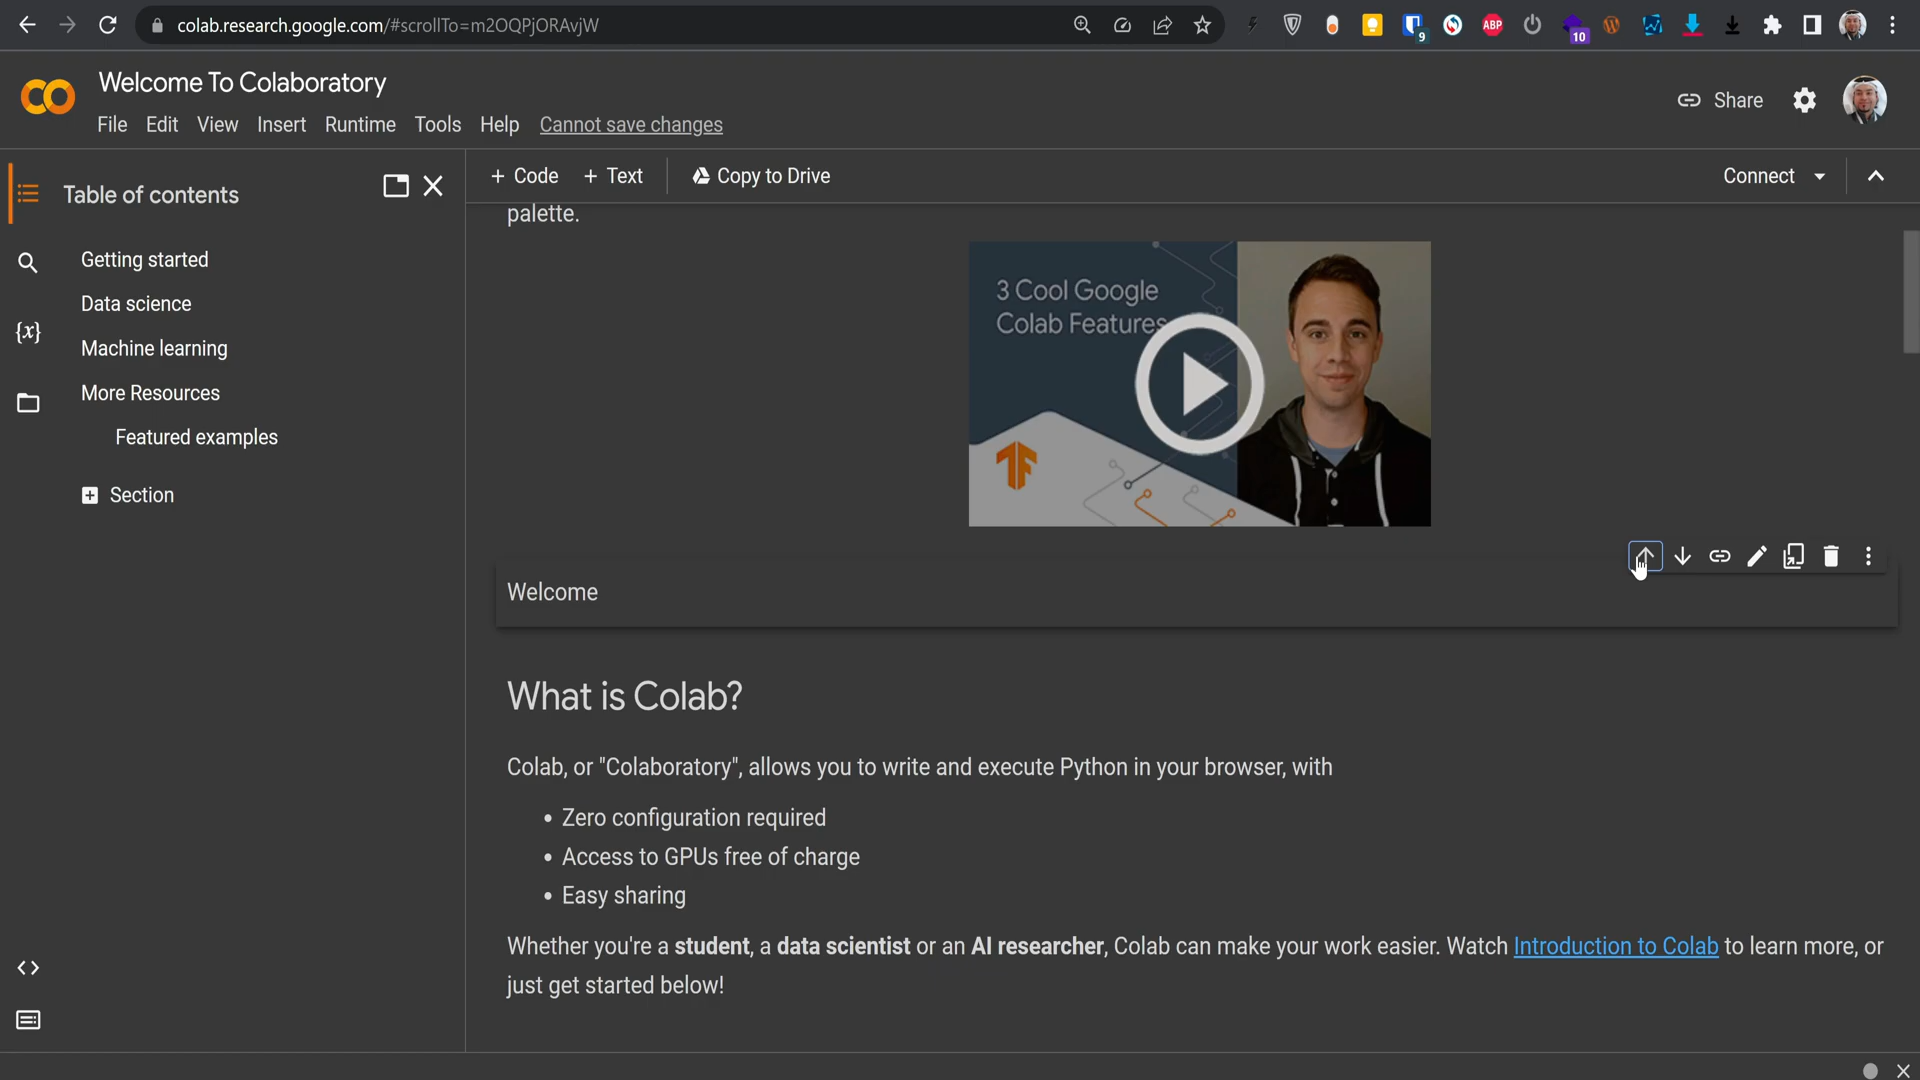 colab.research.google.com/#scrollTo=m2OQPjORAvjW
9
ABP
10
Welcome To Colaboratory
File Edit View Insert Runtime Tools Help Cannot save changes
Share
Table of contents
+ Code + Text Copy to Drive
Connect
palette.
Getting started
Data science
{x}
Machine learning
More Resources
Featured examples
Section
3 Cool Google
Colab Features
Welcome
What is Colab?
Colab, or "Colaboratory", allows you to write and execute Python in your browser, with
• Zero configuration required
• Access to GPUs free of charge
• Easy sharing
Whether you're a student, a data scientist or an AI researcher, Colab can make your work easier. Watch Introduction to Colab to learn more, or
just get started below!